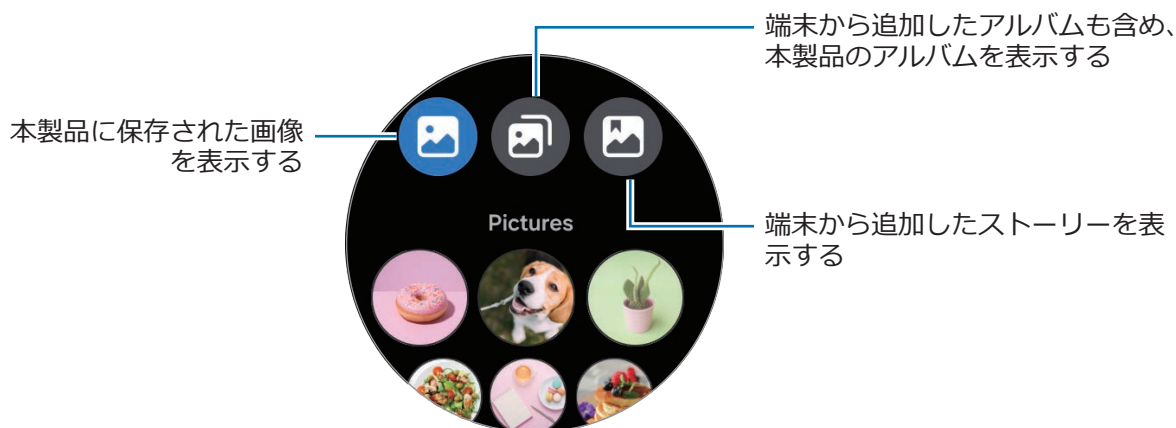 端末から追加したアルバムも含め、
本製品のアルバムを表示する
本製品に保存された画像
を表示する
Pictures
端末から追加したストーリーを表
示する